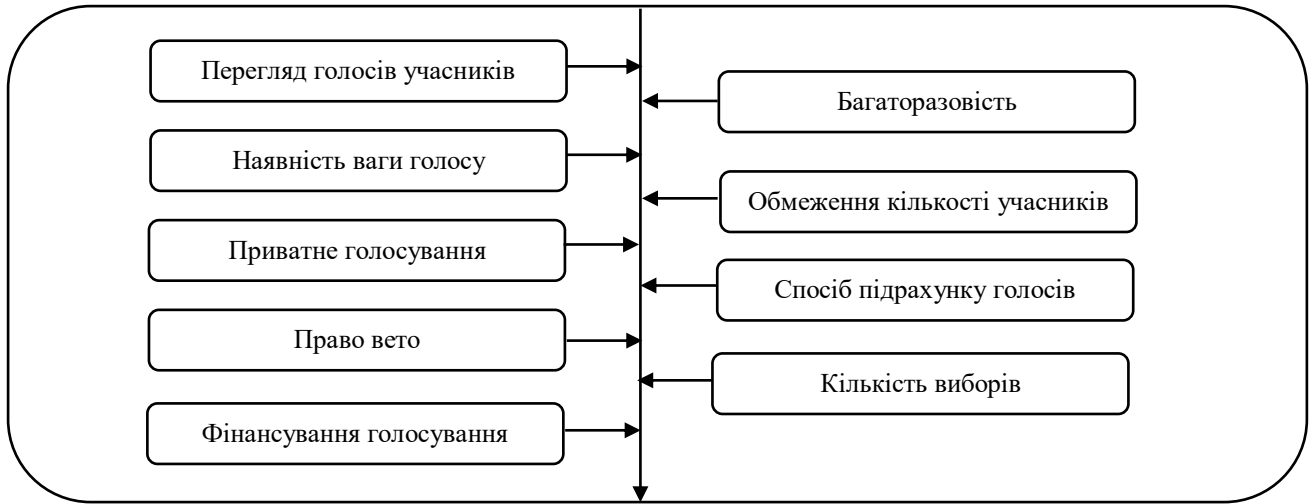 Перегляд голосів учасників
Багаторазовість
Наявність ваги голосу
Обмеження кількості учасників
Приватне голосування
Спосіб підрахунку голосів
Право вето
Кількість виборів
Фінансування голосування